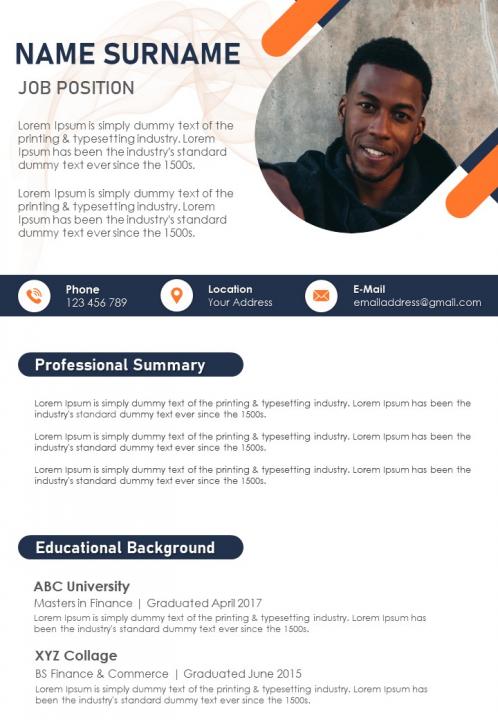 NAME SURNAME
JOB POSITION
Lorem Ipsum is simply dummy text of the
printing & typesetting industry. Lorem
Ipsum has been the industry's standard
dummy text ever since the 1500s.
Lorem Ipsum is simply dummy text of the
printing & typesetting industry. Lorem
Ipsum has been the industry's standard
dummy text ever since the 1500s.
Phone
123 456 789
Location
Your Address
E-Mail
emailaddress@gmail.com
Professional Summary
Lorem Ipsum is simply dummy text of the printing & typesetting industry. Lorem Ipsum has been the
industry's standard dummy text ever since the 1500s.
Lorem Ipsum is simply dummy text of the printing & typesetting industry. Lorem Ipsum has been the
industry's standard dummy text ever since the 1500s.
Lorem Ipsum is simply dummy text of the printing & typesetting industry. Lorem Ipsum has been the
industry's standard dummy text ever since the 1500s.
Educational Background
ABC University
Masters in Finance | Graduated April 2017
Lorem Ipsum is simply dummy text of the printing & typesetting industry. Lorem Ipsum has
been the industry's standard dummy text ever since the 1500s.
XYZ Collage
BS Finance & Commerce | Graduated June 2015
Lorem Ipsum is simply dummy text of the printing & typesetting industry. Lorem Ipsum has
been the industry's standard dummy text ever since the 1500s.